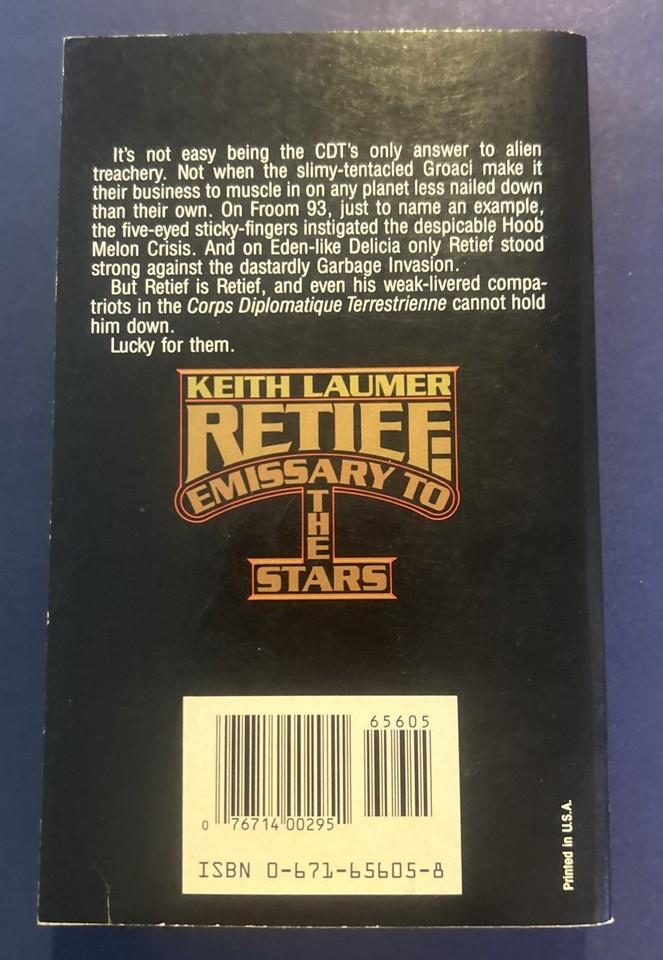 It's not easy being the CDT's only answer to alien
treachery. Not when the slimy-tentacled Groaci make it
their business to muscle in on any planet less nailed down
than their own. On Froom 93, just to name an example,
the five-eyed sticky-fingers instigated the despicable Hoob
Melon Crisis. And on Eden-like Delicia only Retief stood
strong against the dastardly Garbage Invasion.
But Retief is Retief, and even his weak-livered compa-
triots in the Corps Diplomatique Terrestrienne cannot hold
him down.
Lucky for them.
KEITH LAUMER
RETIEF:
EMISSARY TO
THE
STARS
65605
0 76714 00295
ISBN 0-671-65605-8
Printed in U.S.A.